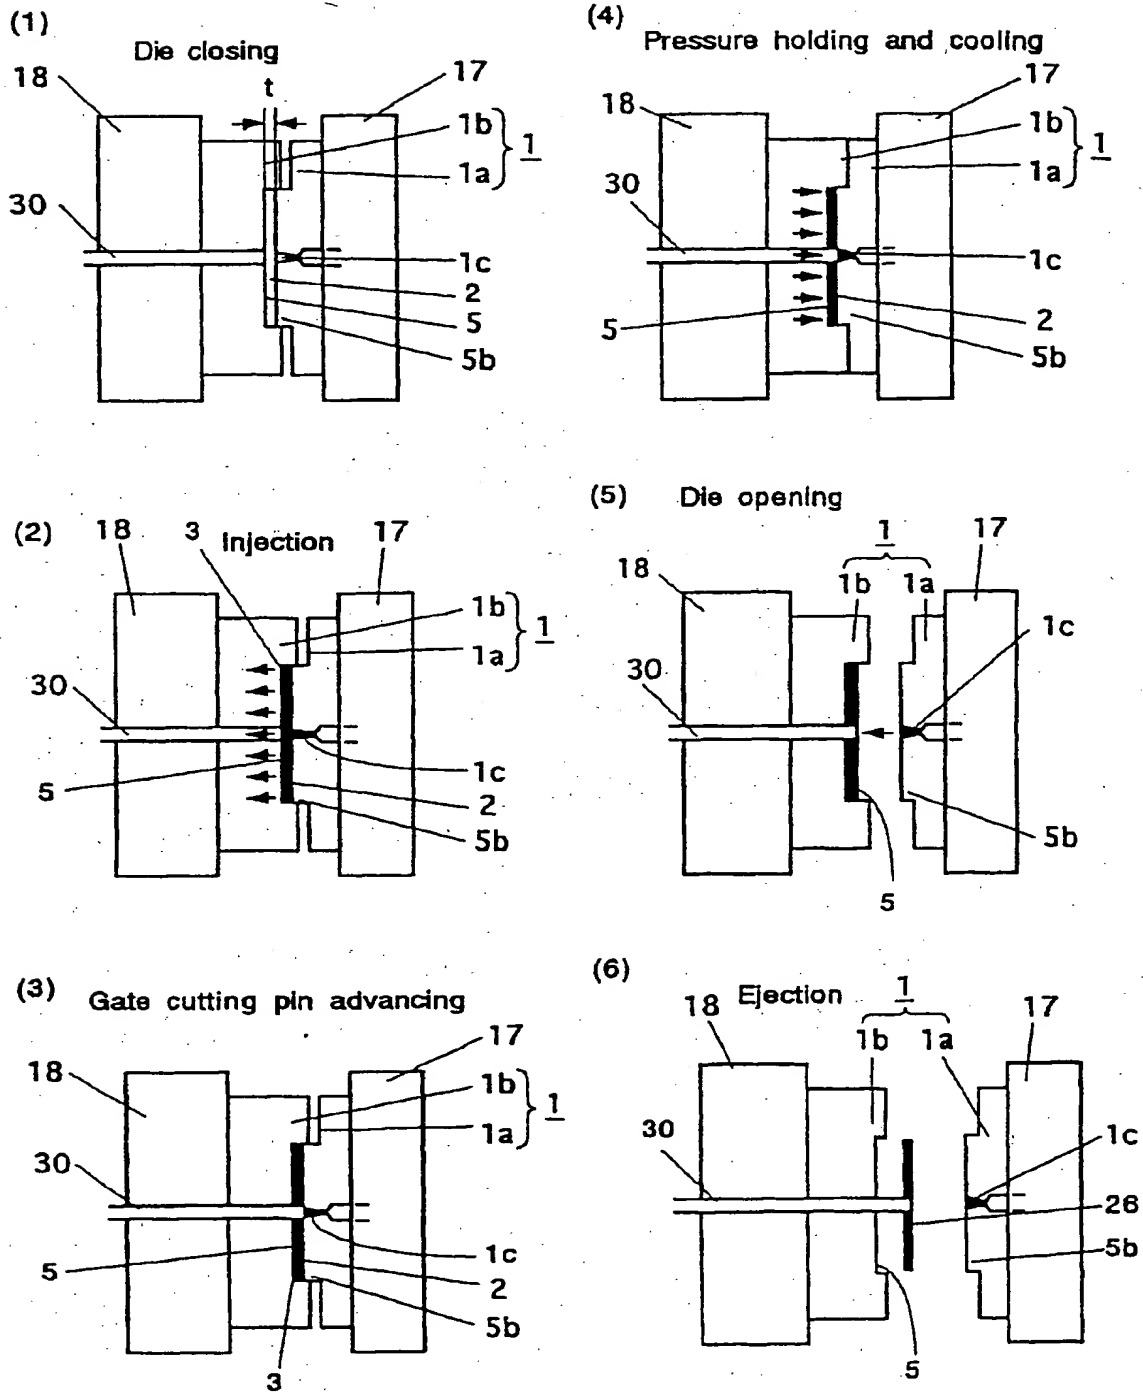 (1)
Die closing
18
t
17
1b
1
1a
30
1c
2
5
5b
(2)
18
3
Injection
17
1b
1
1a
30
5
1c
2
5b
(3)
Gate cutting pin advancing
17
18
1b
1
1a
30
5
1c
2
5b
3
(4)
Pressure holding and cooling
17
18
1b
1
1a
30
1c
5
2
5b
(5)
Die opening
1
17
18
1b
1a
1c
30
5b
5
(6)
Ejection
1
18
17
1b
1a
30
1c
28
5b
5